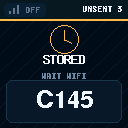 OFF UNSENT 3
STORED
WAIT WIFI
C145